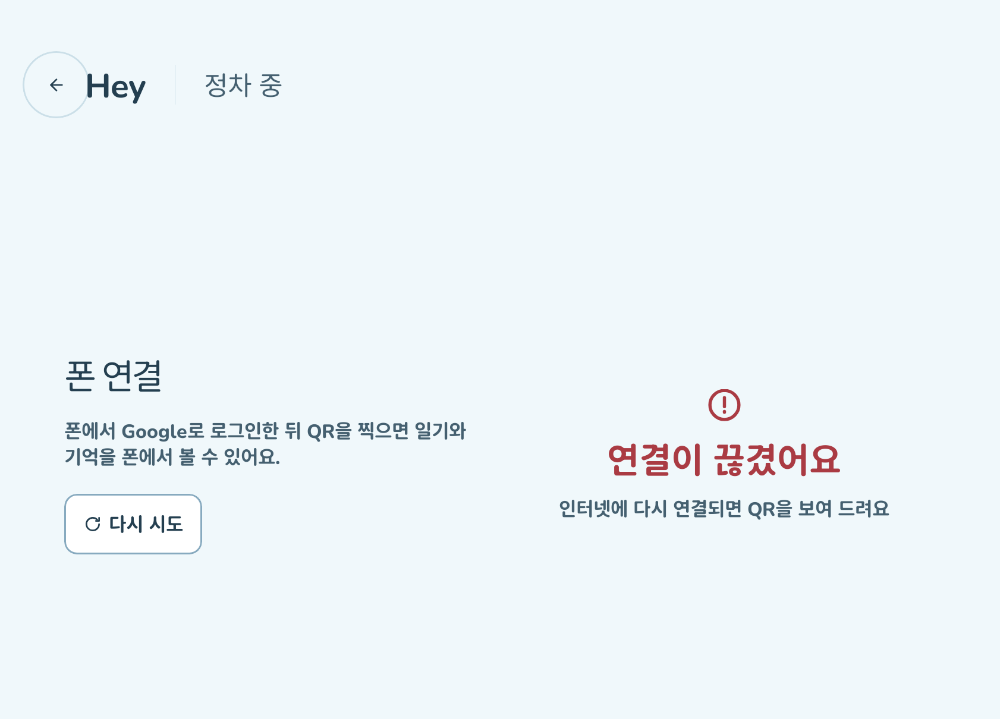 Hey
정차 중
폰 연결
폰에서 Google로 로그인한 뒤 QR을 찍으면 일기와
기억을 폰에서 볼 수 있어요.
다시 시도
연결이 끊겼어요
인터넷에 다시 연결되면 QR을 보여 드려요